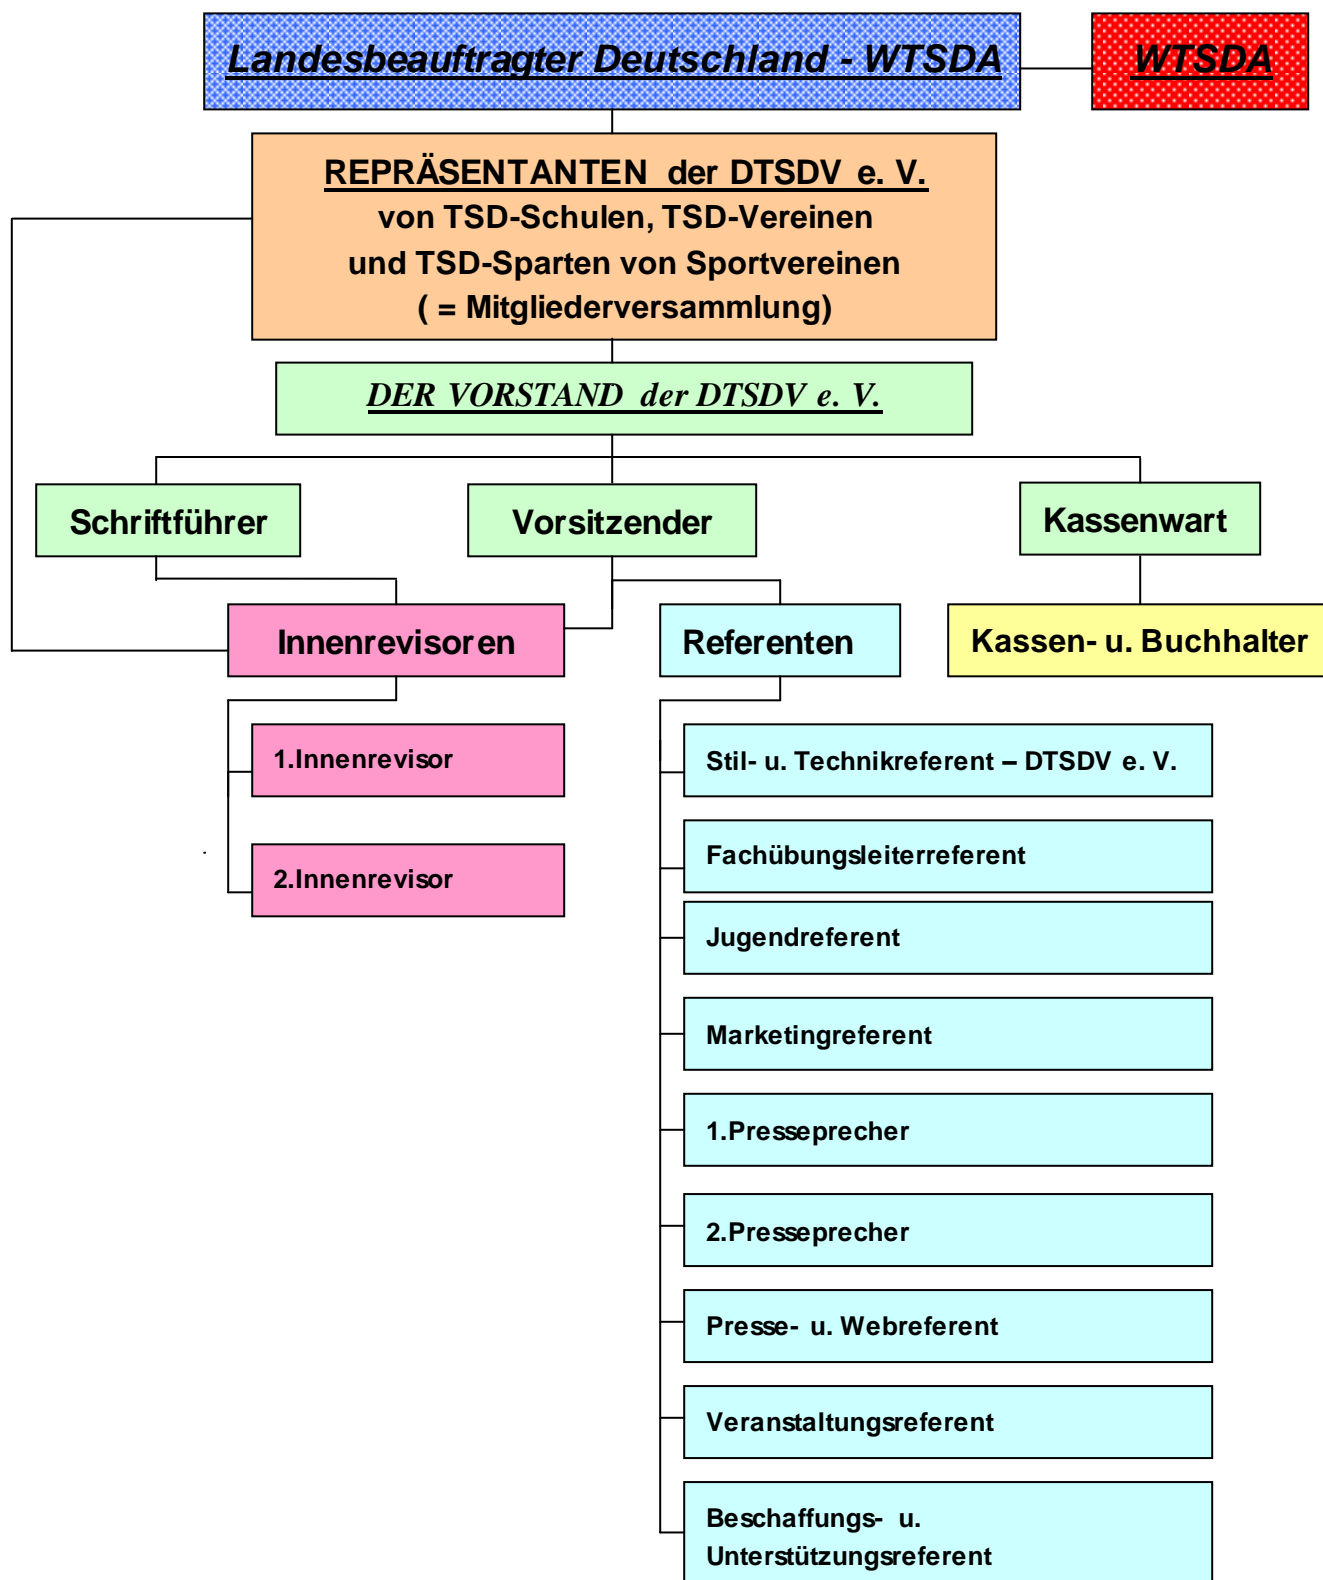 Landesbeauftragter Deutschland - WTSDA
WTSDA
REPRÄSENTANTEN der DTSDV e. V.
von TSD-Schulen, TSD-Vereinen
und TSD-Sparten von Sportvereinen
( = Mitgliederversammlung)
DER VORSTAND der DTSDV e. V.
Schriftführer
Vorsitzender
Kassenwart
Innenrevisoren
Referenten
Kassen- u. Buchhalter
1.Innenrevisor
2.Innenrevisor
Stil- u. Technikreferent – DTSDV e. V.
Fachübungsleiterreferent
Jugendreferent
Marketingreferent
1.Presseprecher
2.Presseprecher
Presse- u. Webreferent
Veranstaltungsreferent
Beschaffungs- u.
Unterstützungsreferent